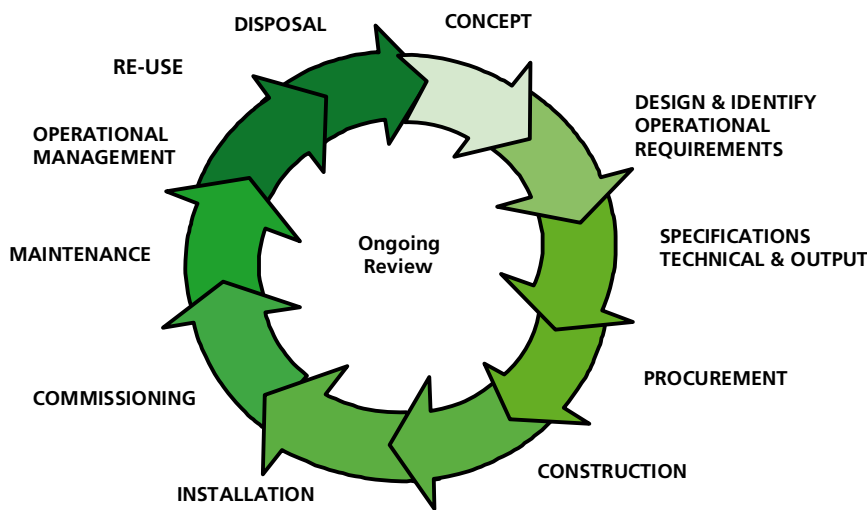 DISPOSAL
CONCEPT
RE-USE
DESIGN & IDENTIFY
OPERATIONAL
REQUIREMENTS
OPERATIONAL
MANAGEMENT
SPECIFICATIONS
TECHNICAL & OUTPUT
MAINTENANCE
Ongoing
Review
PROCUREMENT
COMMISSIONING
CONSTRUCTION
INSTALLATION